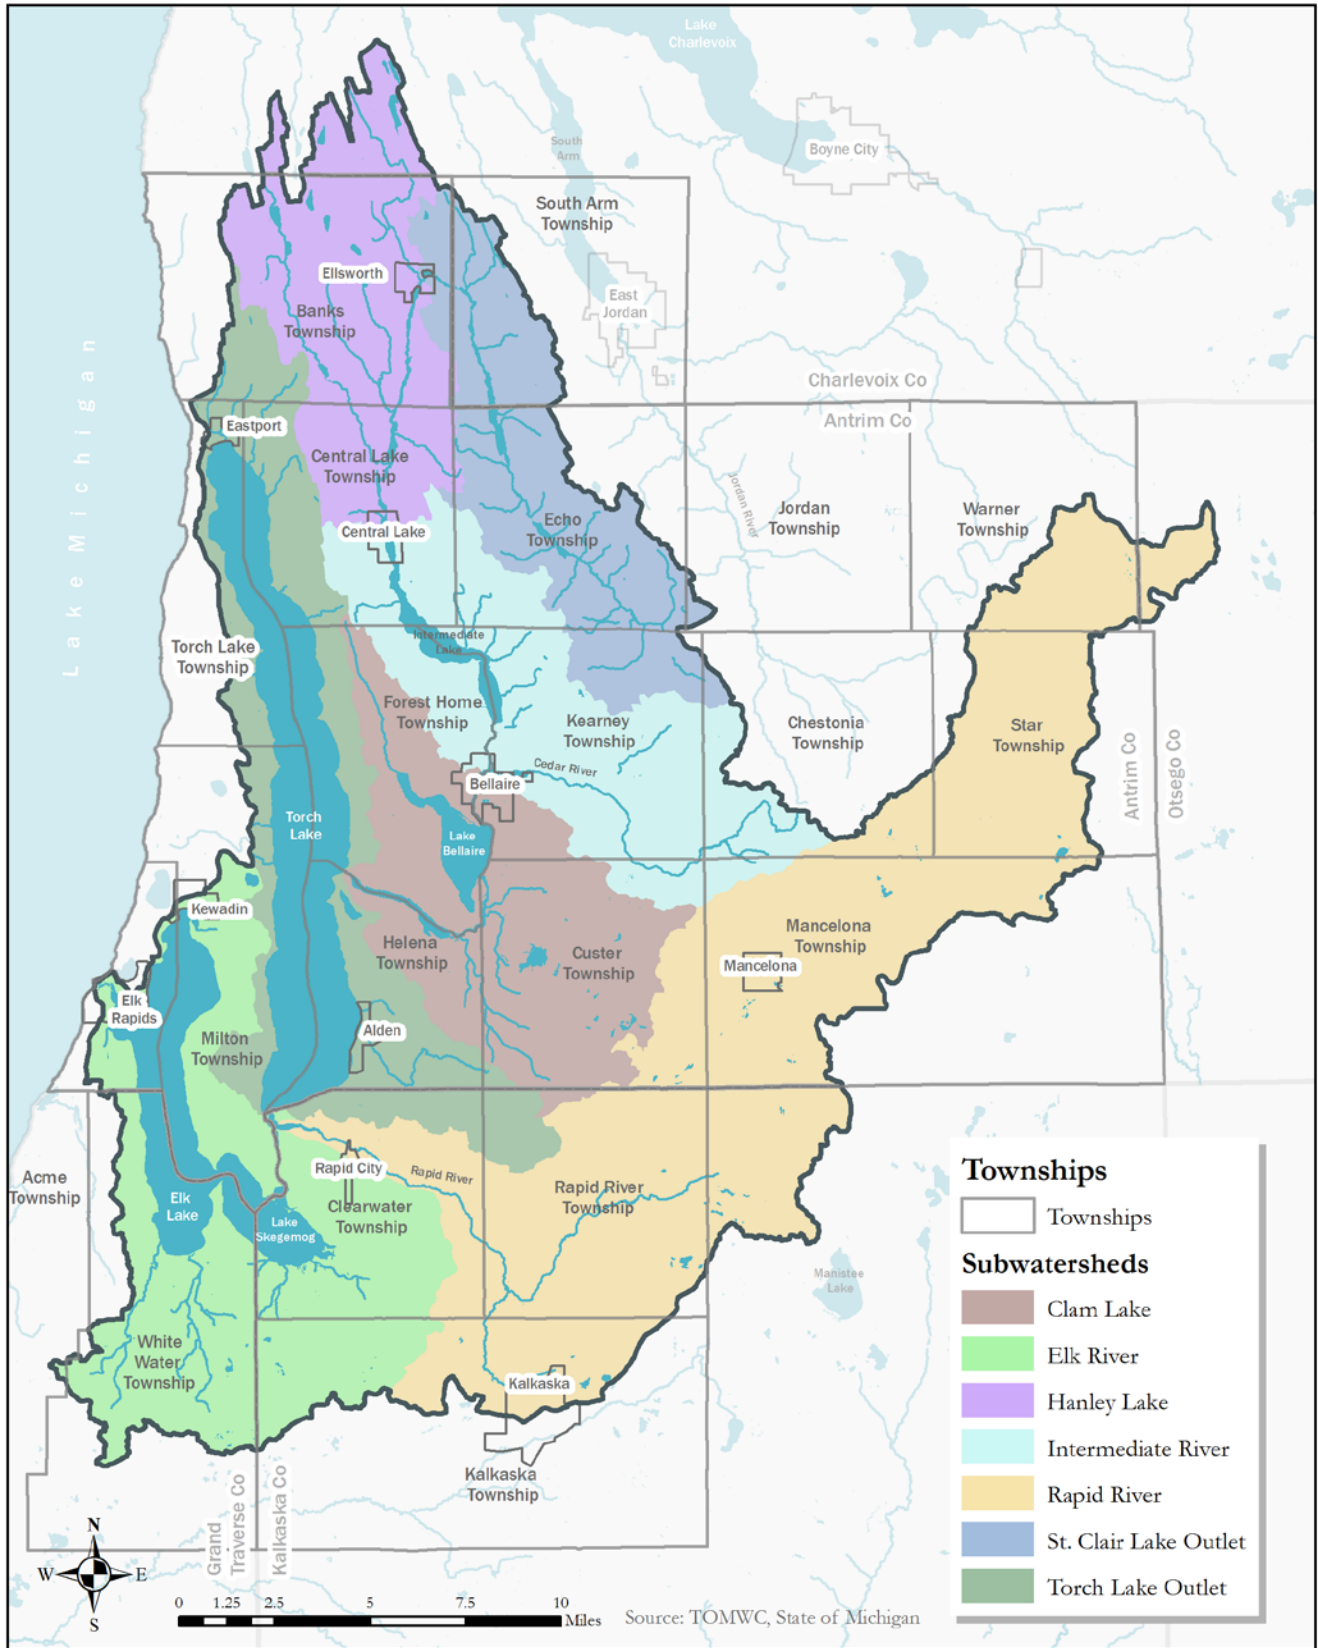 Lake
Charlevoix
South
Arm
Boyne City
South Arm
Township
Ellsworth
East
Jordan
Banks
Township
Lake Michigan
Charlevoix Co
Antrim Co
Eastport
Central Lake
Township
Jordan River
Jordan
Township
Warner
Township
Echo
Township
Central Lake
Intermediate
Lake
Torch Lake
Township
Forest Home
Township
Kearney
Township
Chestonia
Township
Star
Township
Antrim Co
Otsego Co
Cedar River
Bellaire
Torch
Lake
Lake
Bellaire
Kewadin
Helena
Township
Custer
Township
Mancelona
Township
Mancelona
Elk
Rapids
Milton
Township
Alden
Acme
Township
Rapid City
Rapid River
Clearwater
Township
Rapid River
Township
Elk
Lake
Lake
Skegemog
Manistee
Lake
White
Water
Township
Kalkaska
Kalkaska
Township
Grand
Traverse Co
Kalkaska Co
Townships
Townships
Subwatersheds
Clam Lake
Elk River
Hanley Lake
Intermediate River
Rapid River
St. Clair Lake Outlet
Torch Lake Outlet
N
W E
S
0 1.25 2.5 5 7.5 10
Miles
Source: TOMWC, State of Michigan